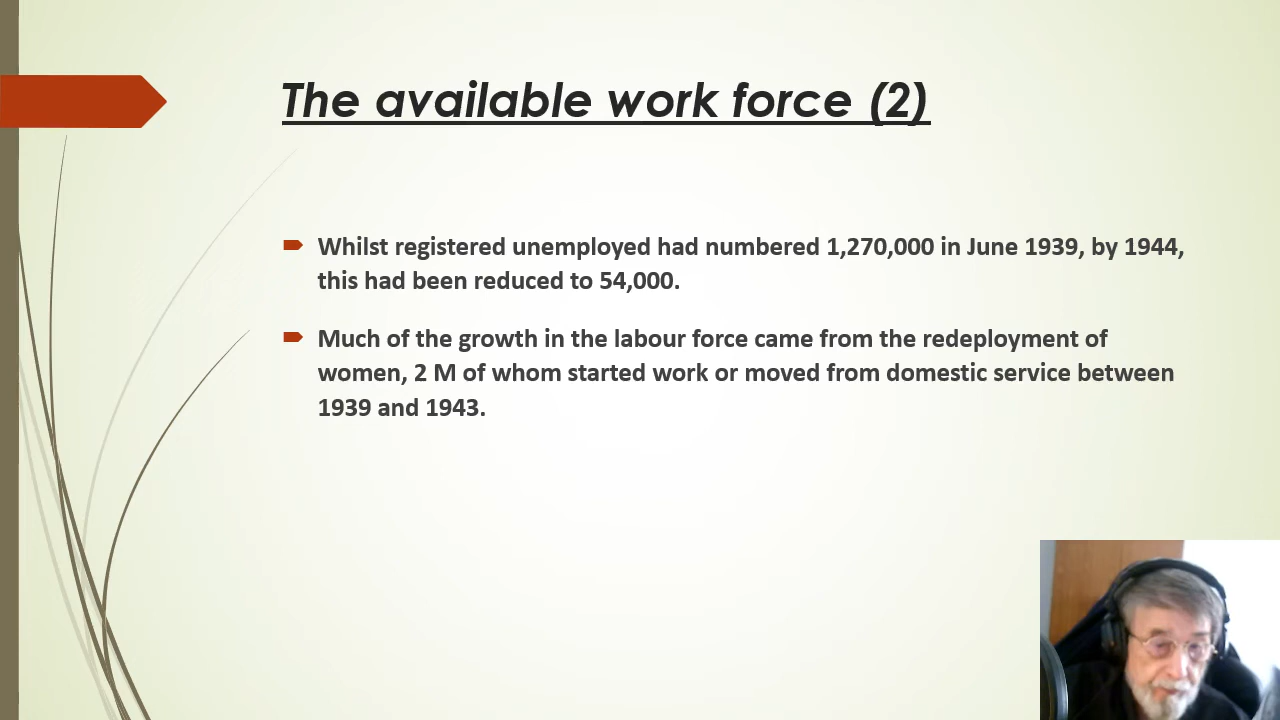 The available work force (2)
Whilst registered unemployed had numbered 1,270,000 in June 1939, by 1944,
this had been reduced to 54,000.
Much of the growth in the labour force came from the redeployment of
women, 2 M of whom started work or moved from domestic service between
1939 and 1943.